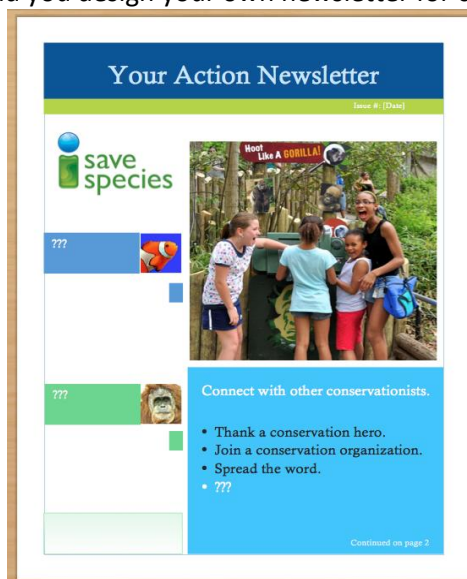 d you design your own newsletter for
Your Action Newsletter
Issue #: [Date]
save
species
Hoot
Like A GORILLA!
???
???
Connect with other conservationists.
• Thank a conservation hero.
• Join a conservation organization.
• Spread the word.
• ???
Continued on page 2